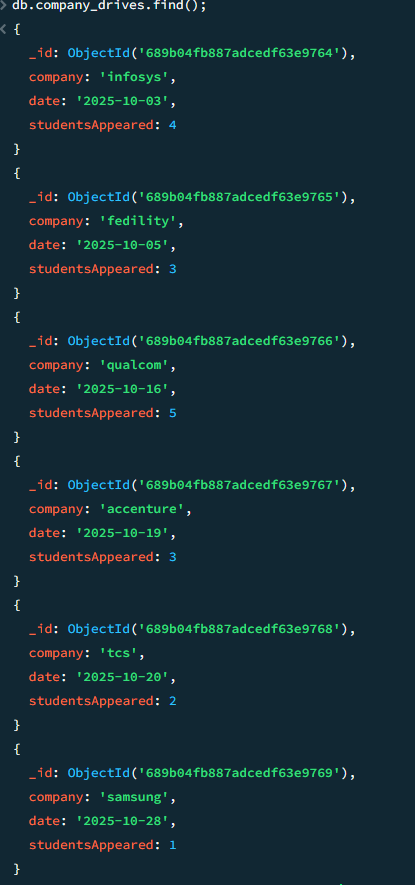 > db.company_drives.find();
< {
_id: ObjectId('689b04fb887adcedf63e9764'),
company: 'infosys',
date: '2025-10-03',
studentsAppeared: 4
}
{
_id: ObjectId('689b04fb887adcedf63e9765'),
company: 'fedility',
date: '2025-10-05',
studentsAppeared: 3
}
{
_id: ObjectId('689b04fb887adcedf63e9766'),
company: 'qualcom',
date: '2025-10-16',
studentsAppeared: 5
}
{
_id: ObjectId('689b04fb887adcedf63e9767'),
company: 'accenture',
date: '2025-10-19',
studentsAppeared: 3
}
{
_id: ObjectId('689b04fb887adcedf63e9768'),
company: 'tcs',
date: '2025-10-20',
studentsAppeared: 2
}
{
_id: ObjectId('689b04fb887adcedf63e9769'),
company: 'samsung',
date: '2025-10-28',
studentsAppeared: 1
}